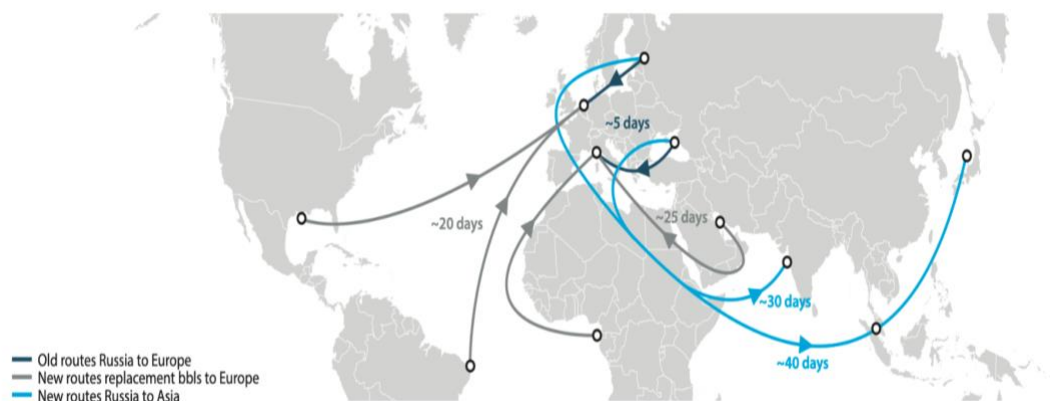 ~5 days
~20 days
~25 days
~30 days
~40 days
Old routes Russia to Europe
New routes replacement bbls to Europe
New routes Russia to Asia